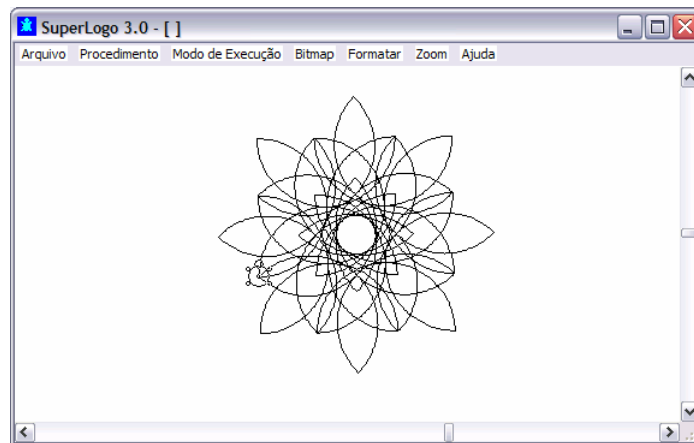 SuperLogo 3.0 - [ ]
Arquivo Procedimento Modo de Execução Bitmap Formatar Zoom Ajuda